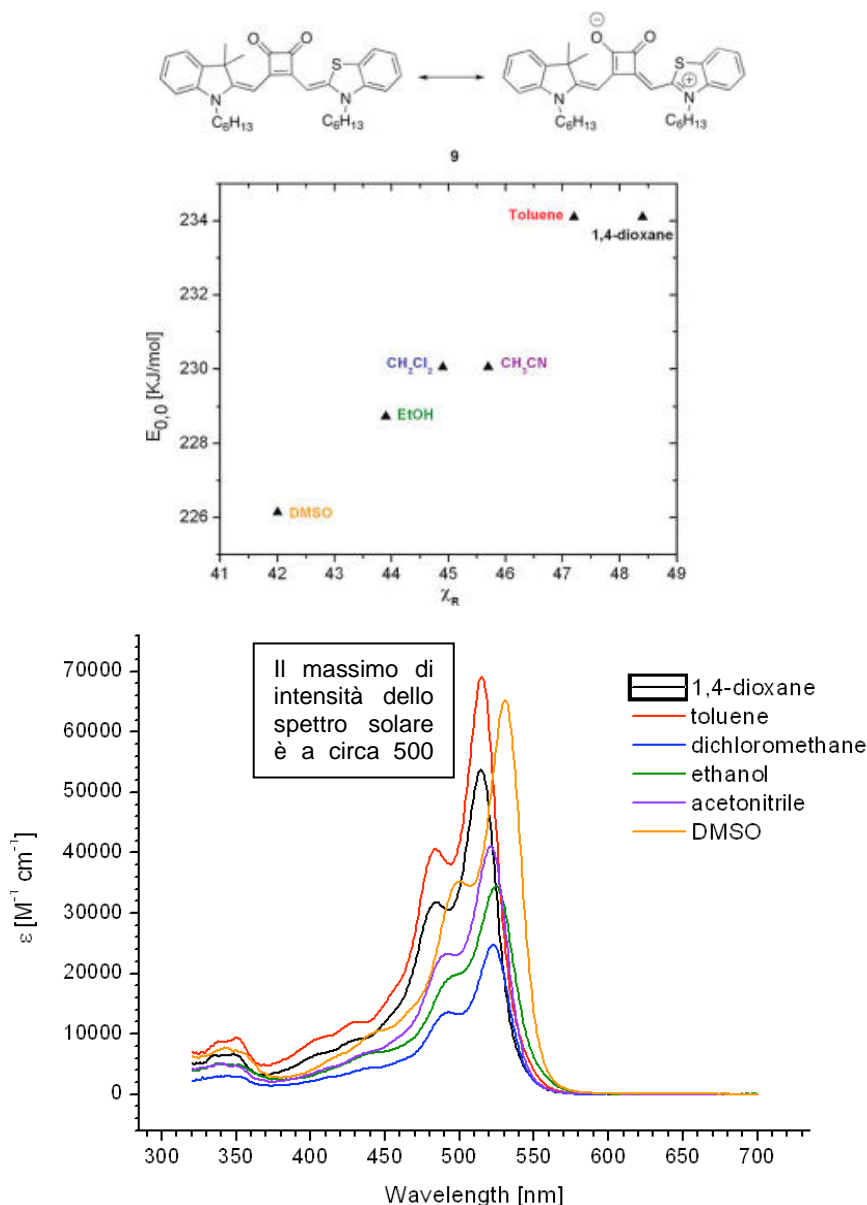 O O
S
N
C6H13
N
C6H13
⊖
O O
S
N
C6H13
N
⊕
C6H13
9
234
232
230
228
226
E0,0 [KJ/mol]
Toluene
1,4-dioxane
CH2Cl2
CH3CN
EtOH
DMSO
41 42 43 44 45 46 47 48 49
χR
Il massimo di
intensità dello
spettro solare
è a circa 500
70000
60000
50000
40000
30000
20000
10000
0
ε [M-1 cm-1]
1,4-dioxane
toluene
dichloromethane
ethanol
acetonitrile
DMSO
300 350 400 450 500 550 600 650 700
Wavelength [nm]